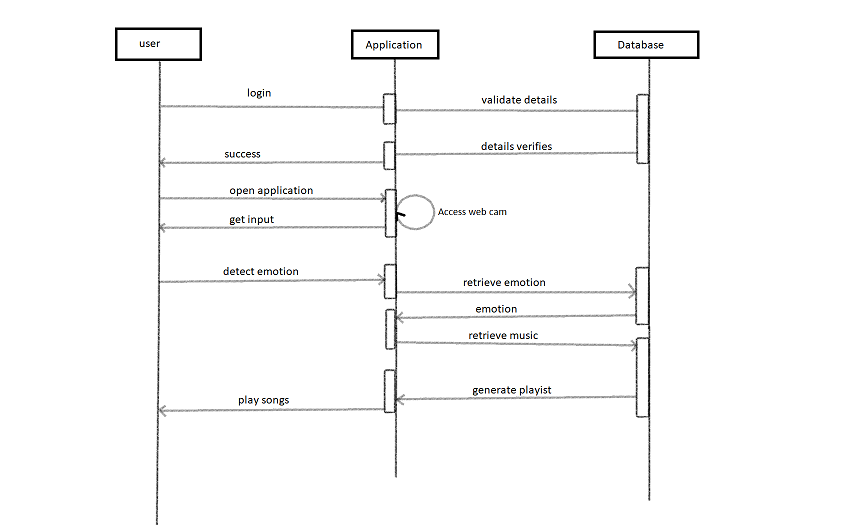 user
Application
Database
login
validate details
success
details verifies
open application
Access web cam
get input
detect emotion
retrieve emotion
emotion
retrieve music
generate playist
play songs